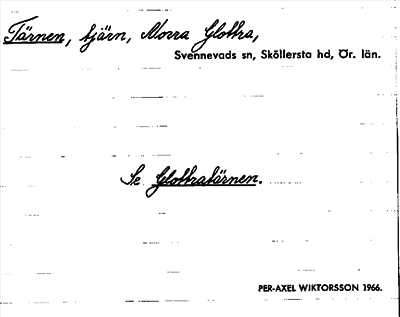 Tärnen, tjärn, Norra Glottra,
Svennevads sn, Sköllersta hd, Ör. län.
Se Glottratärnen.
PER-AXEL WIKTORSSON 1966.